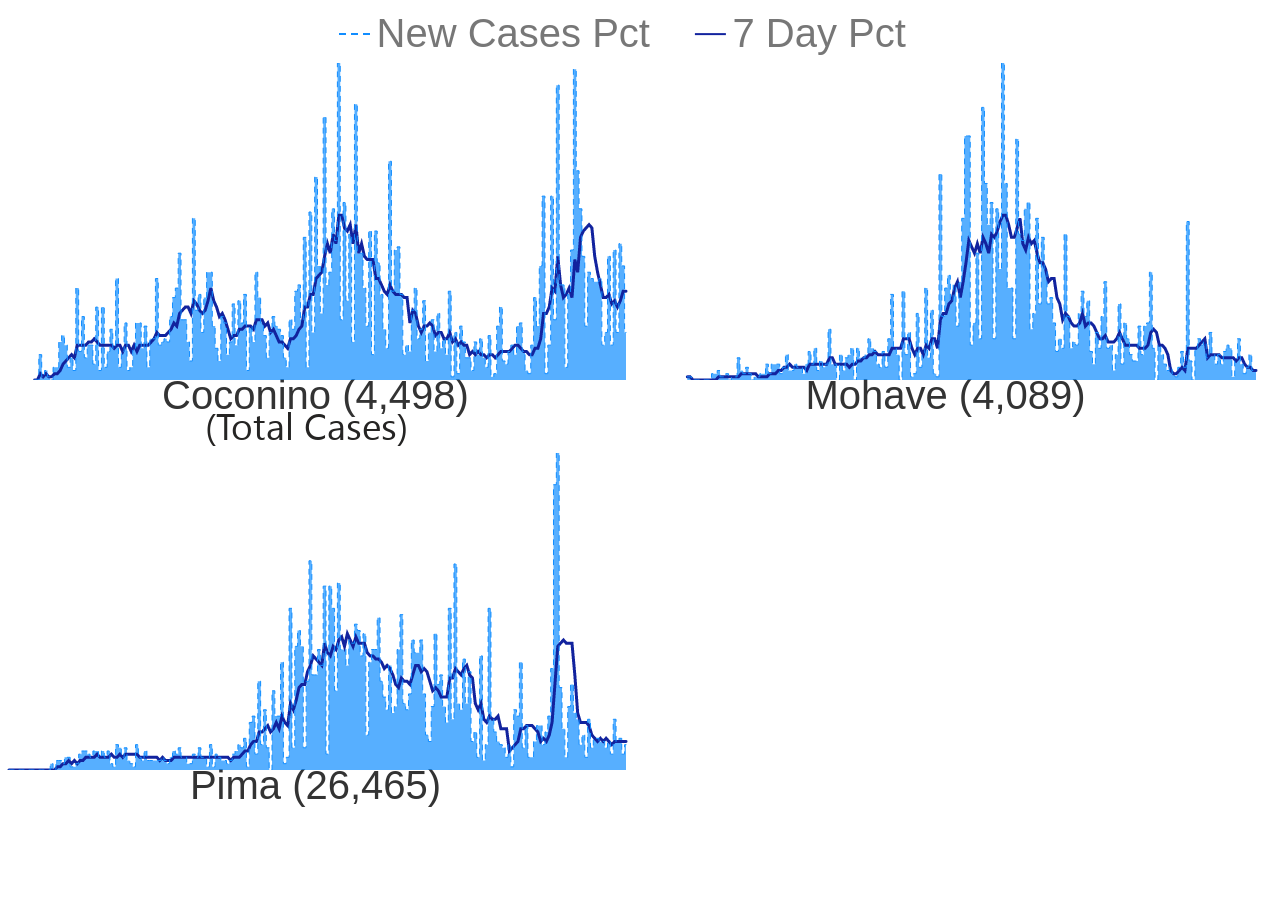 New Cases Pct 7 Day Pct
Coconino (4,498) Mohave (4,089)
(Total Cases)
Pima (26,465)